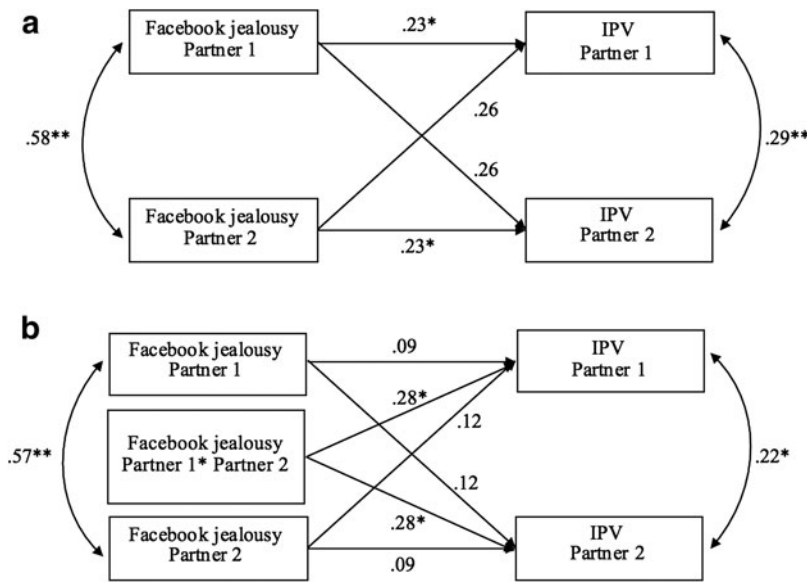 a
Facebook jealousy
Partner 1
.23*
IPV
Partner 1
.58**
.26
.26
.29**
Facebook jealousy
Partner 2
.23*
IPV
Partner 2
b
Facebook jealousy
Partner 1
.09
IPV
Partner 1
.28*
.12
Facebook jealousy
Partner 1* Partner 2
.57**
.22*
.12
.28*
Facebook jealousy
Partner 2
.09
IPV
Partner 2